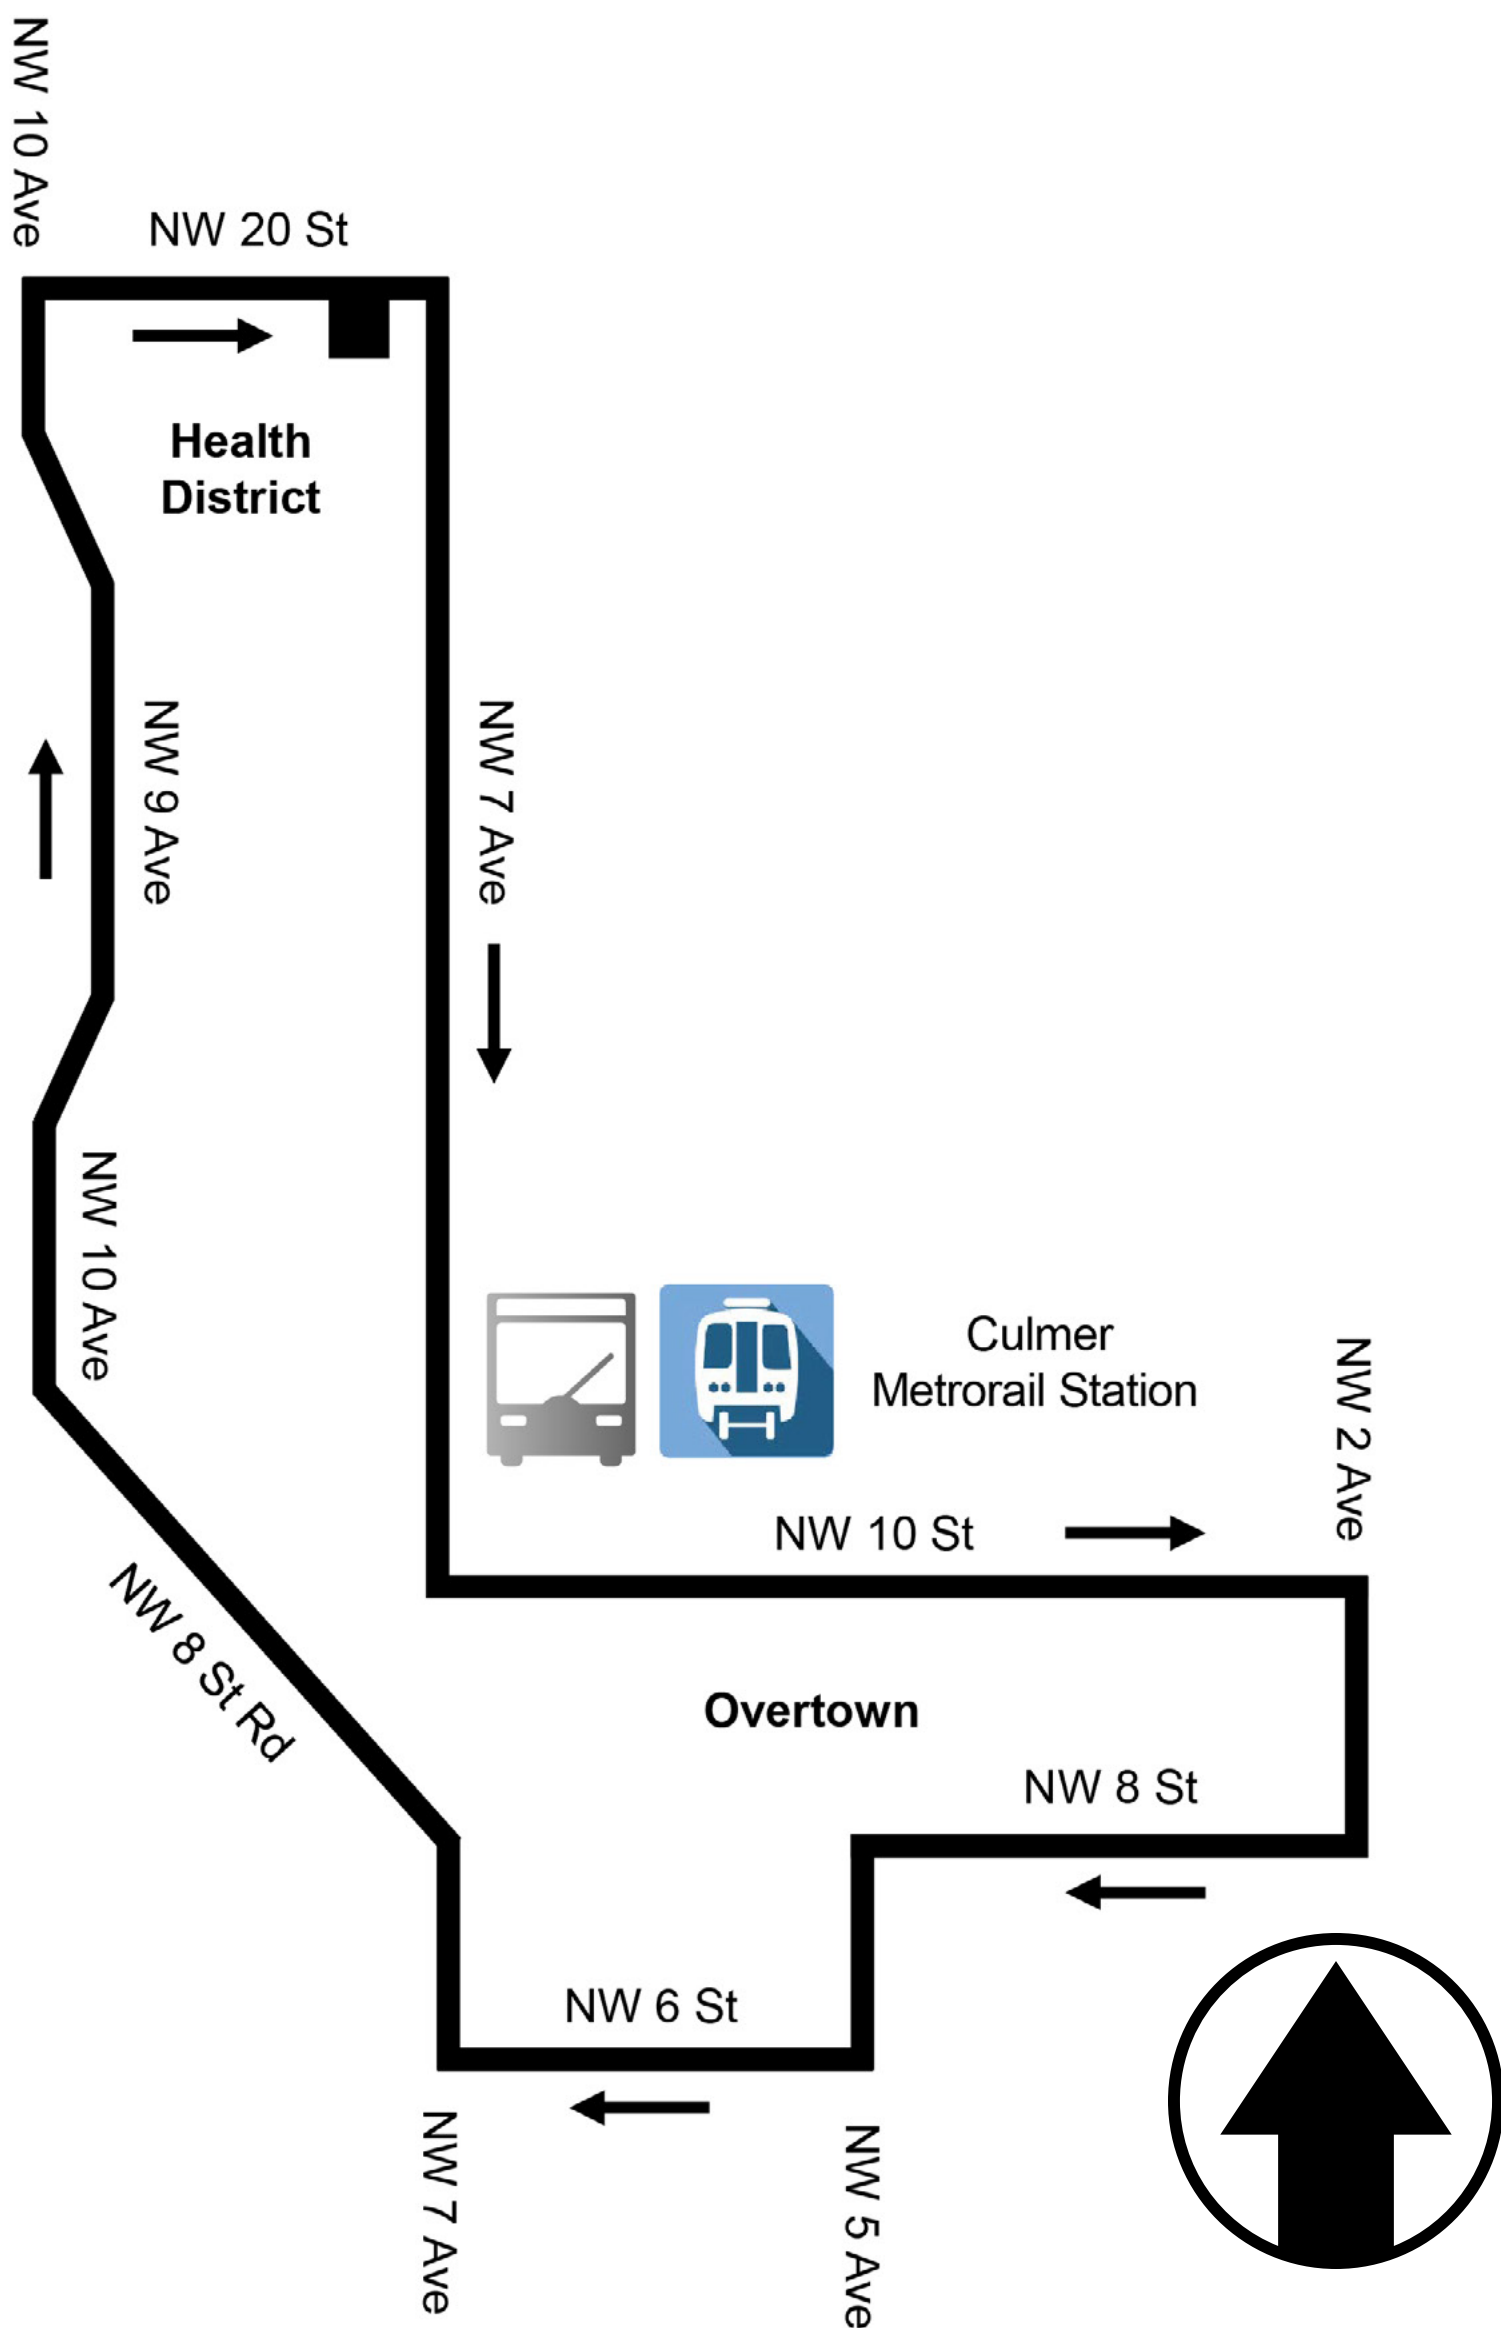 NW 10 Ave
NW 20 St
Health
District
NW 9 Ave
NW 7 Ave
NW 10 Ave
Culmer
Metrorail Station
NW 2 Ave
NW 10 St
NW 8 St Rd
Overtown
NW 8 St
NW 6 St
NW 7 Ave
NW 5 Ave